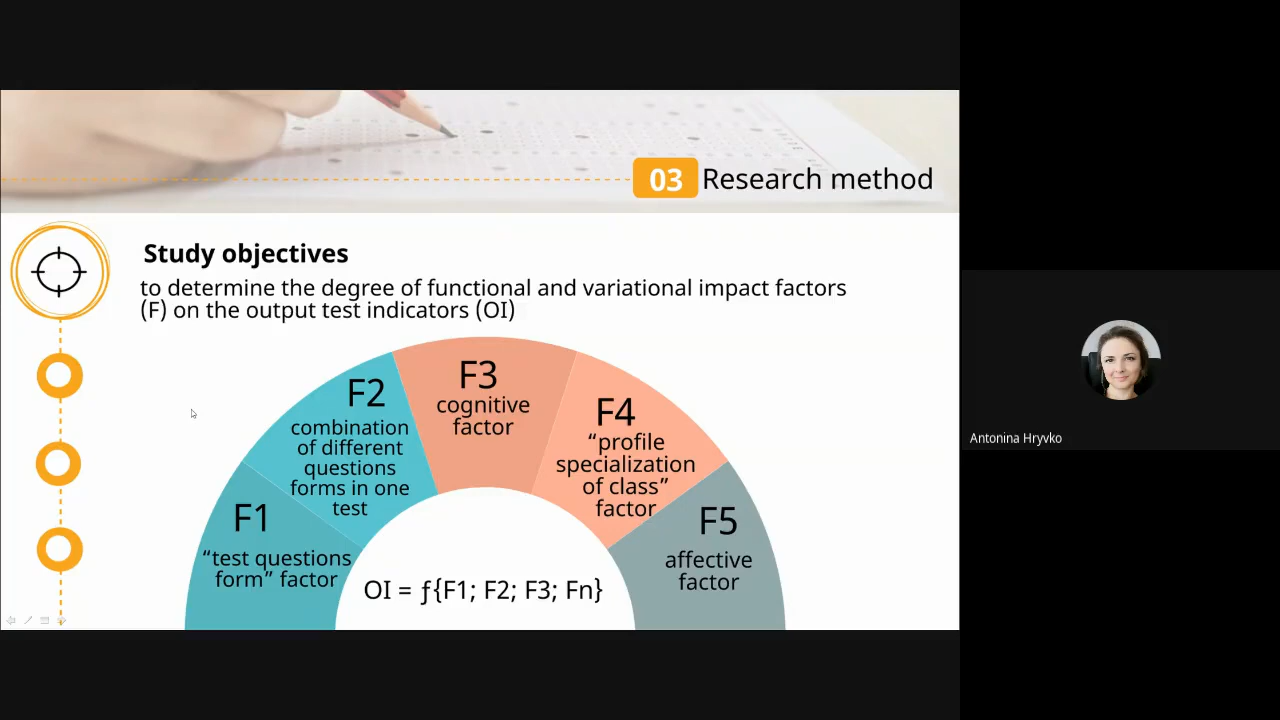 03 Research method
Study objectives
to determine the degree of functional and variational impact factors
(F) on the output test indicators (OI)
F1
“test questions
form” factor
F2
combination
of different
questions
forms in one
test
F3
cognitive
factor
F4
“profile
specialization
of class”
factor
F5
affective
factor
OI = ƒ{F1; F2; F3; Fn}
Antonina Hryvko